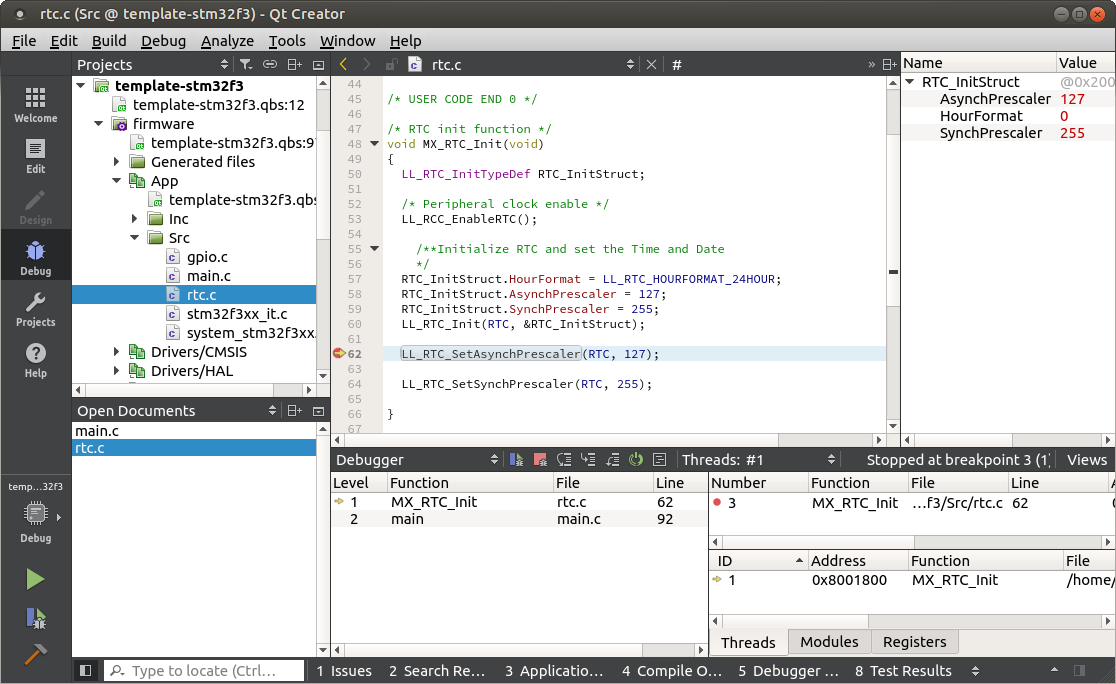 rtc.c (Src @ template-stm32f3) - Qt Creator
File Edit Build Debug Analyze Tools Window Help
Welcome
Edit
Design
Debug
Projects
Help
temp...32f3
Debug
Projects
template-stm32f3
template-stm32f3.qbs:12
firmware
template-stm32f3.qbs:9
Generated files
App
template-stm32f3.qbs
Inc
Src
gpio.c
main.c
rtc.c
stm32f3xx_it.c
system_stm32f3xx.
Drivers/CMSIS
Drivers/HAL
Open Documents
main.c
rtc.c
rtc.c #
44
45 /* USER CODE END 0 */
46
47 /* RTC init function */
48 void MX_RTC_Init(void)
49 {
50 LL_RTC_InitTypeDef RTC_InitStruct;
51
52 /* Peripheral clock enable */
53 LL_RCC_EnableRTC();
54
55 /**Initialize RTC and set the Time and Date
56 */
57 RTC_InitStruct.HourFormat = LL_RTC_HOURFORMAT_24HOUR;
58 RTC_InitStruct.AsynchPrescaler = 127;
59 RTC_InitStruct.SynchPrescaler = 255;
60 LL_RTC_Init(RTC, &RTC_InitStruct);
61
62 LL_RTC_SetAsynchPrescaler(RTC, 127);
63
64 LL_RTC_SetSynchPrescaler(RTC, 255);
65
66 }
67
Name Value
RTC_InitStruct @0x200
AsynchPrescaler 127
HourFormat 0
SynchPrescaler 255
Debugger Threads: #1 Stopped at breakpoint 3 (1) Views
Level Function File Line
1 MX_RTC_Init rtc.c 62
2 main main.c 92
Number Function File Line
3 MX_RTC_Init ...f3/Src/rtc.c 62
ID Address Function File
1 0x8001800 MX_RTC_Init /home/
Threads Modules Registers
Type to locate (Ctrl... 1 Issues 2 Search Re... 3 Applicatio... 4 Compile O... 5 Debugger ... 8 Test Results